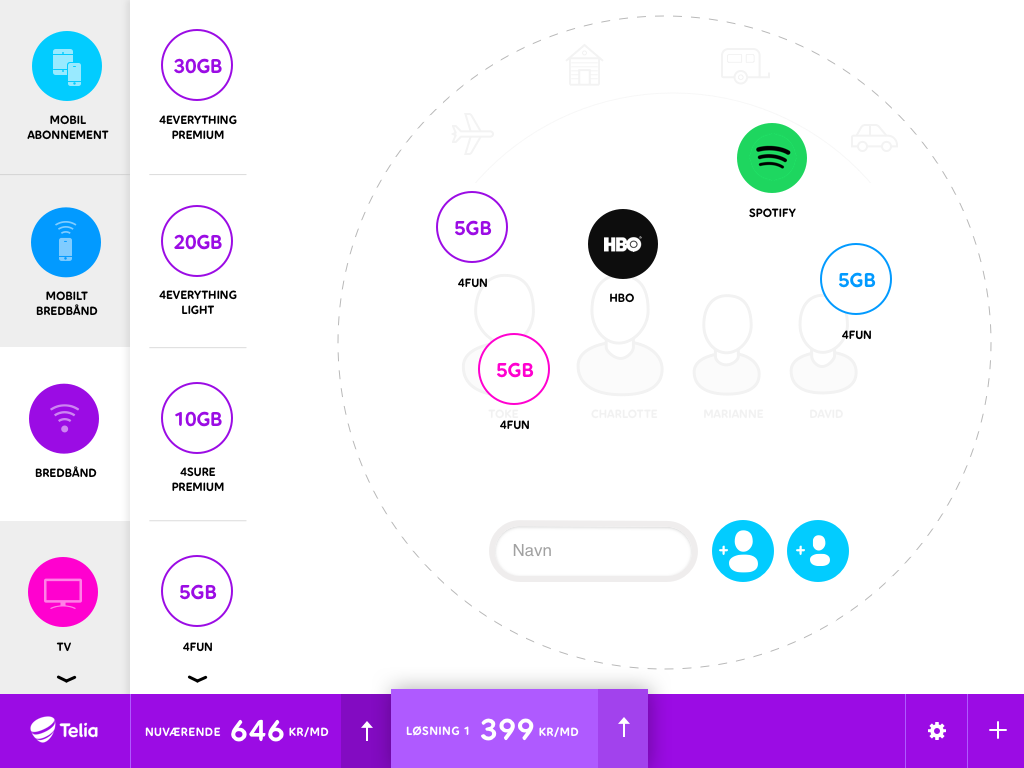 MOBIL
ABONNEMENT
MOBILT
BREDBÅND
BREDBÅND
TV
30GB
4EVERYTHING
PREMIUM
20GB
4EVERYTHING
LIGHT
10GB
4SURE
PREMIUM
5GB
4FUN
SPOTIFY
5GB
4FUN
HBO
HBO
5GB
4FUN
5GB
4FUN
TOKE
CHARLOTTE
MARIANNE
DAVID
Navn
Telia
NUVÆRENDE 646 KR/MD
LØSNING 1 399 KR/MD